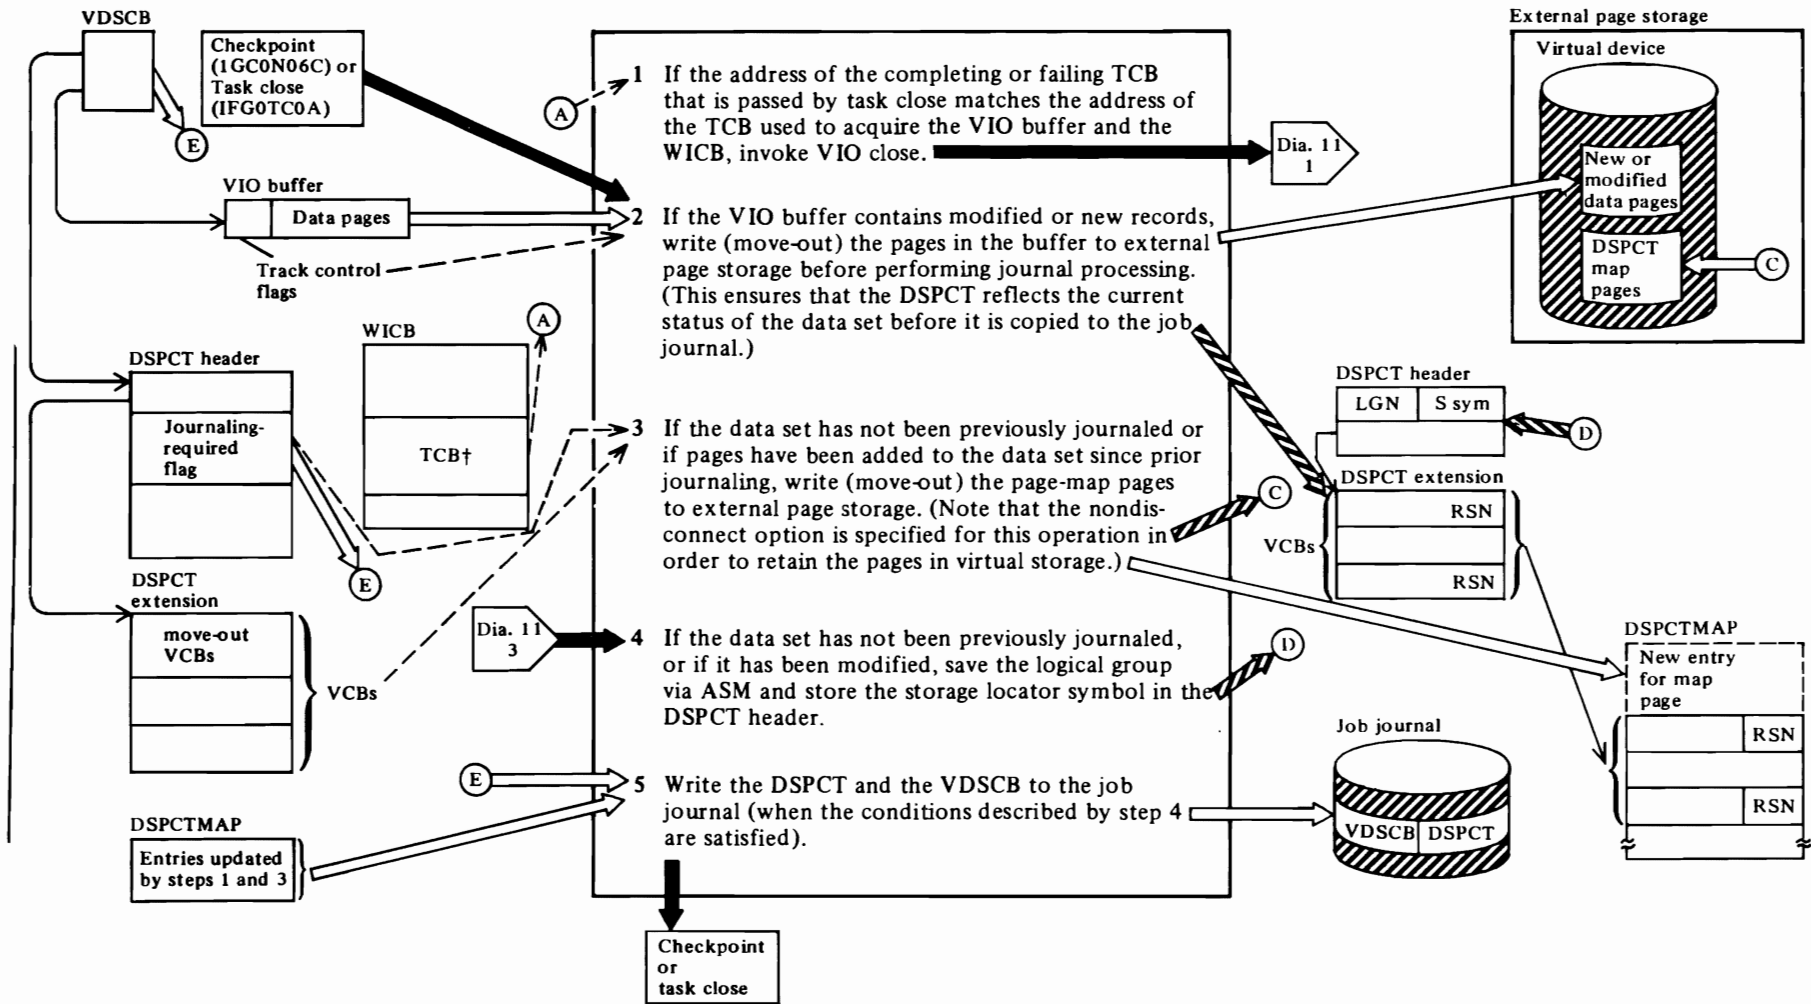 VDSCB
Checkpoint
(1GC0N06C) or
Task close
(IFG0TC0A)
E
VIO buffer
Data pages
Track control
flags
WICB
TCB†
A
DSPCT header
Journaling-
required
flag
E
DSPCT
extension
move-out
VCBs
VCBs
DSPCTMAP
Entries updated
by steps 1 and 3
A
1 If the address of the completing or failing TCB
that is passed by task close matches the address of
the TCB used to acquire the VIO buffer and the
WICB, invoke VIO close.
Dia. 11
1
2 If the VIO buffer contains modified or new records,
write (move-out) the pages in the buffer to external
page storage before performing journal processing.
(This ensures that the DSPCT reflects the current
status of the data set before it is copied to the job
journal.)
3 If the data set has not been previously journaled or
if pages have been added to the data set since prior
journaling, write (move-out) the page-map pages
to external page storage. (Note that the nondis-
connect option is specified for this operation in
order to retain the pages in virtual storage.)
C
Dia. 11
3
4 If the data set has not been previously journaled,
or if it has been modified, save the logical group
via ASM and store the storage locator symbol in the
DSPCT header.
D
E
5 Write the DSPCT and the VDSCB to the job
journal (when the conditions described by step 4
are satisfied).
Checkpoint
or
task close
External page storage
Virtual device
New or
modified
data pages
DSPCT
map
pages
C
DSPCT header
LGN
S sym
D
DSPCT extension
RSN
VCBs
RSN
DSPCTMAP
New entry
for map
page
RSN
RSN
Job journal
VDSCB
DSPCT